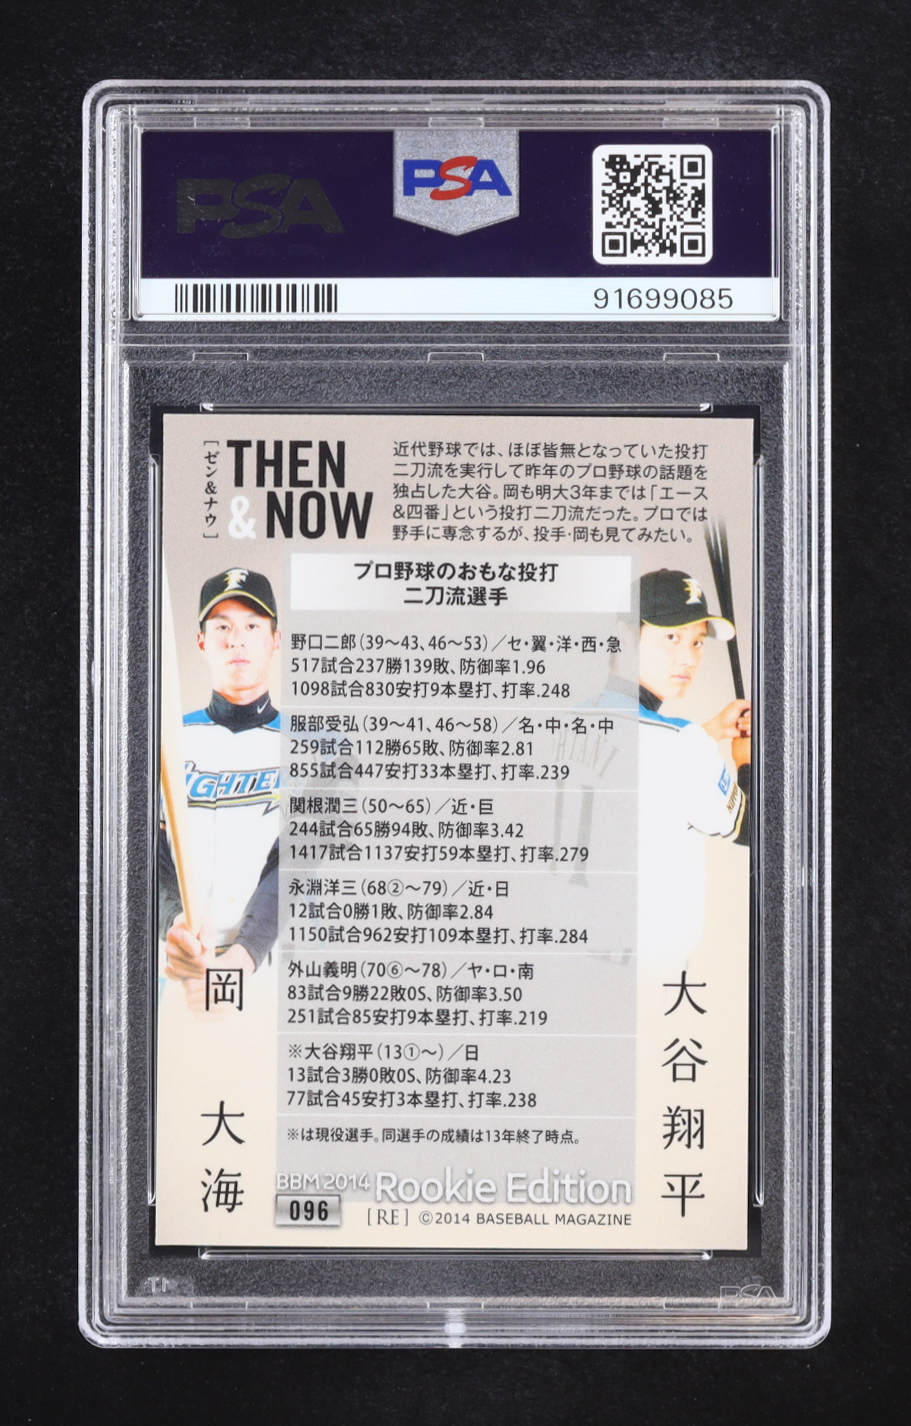 PSA
PSA
91699085
[ゼン&ナウ]
THEN
& NOW
近代野球では、ほぼ皆無となっていた投打
二刀流を実行して昨年のプロ野球の話題を
独占した大谷。岡も明大3年までは「エース
&四番」という投打二刀流だった。プロでは
野手に専念するが、投手・岡も見てみたい。
プロ野球のおもな投打
二刀流選手
野口二郎(39〜43、46〜53)/セ・翼・洋・西・急
517試合237勝139敗、防御率1.96
1098試合830安打9本塁打、打率.248
服部受弘(39〜41、46〜58)/名・中・名・中
259試合112勝65敗、防御率2.81
855試合447安打33本塁打、打率.239
関根潤三(50〜65)/近・巨
244試合65勝94敗、防御率3.42
1417試合1137安打59本塁打、打率.279
永淵洋三(68②〜79)/近・日
12試合0勝1敗、防御率2.84
1150試合962安打109本塁打、打率.284
外山義明(70⑥〜78)/ヤ・ロ・南
83試合9勝22敗0S、防御率3.50
251試合85安打9本塁打、打率.219
※大谷翔平(13①〜)/日
13試合3勝0敗0S、防御率4.23
77試合45安打3本塁打、打率.238
※は現役選手。同選手の成績は13年終了時点。
岡 大海
大谷翔平
BBM 2014 Rookie Edition
096
[RE] ©2014 BASEBALL MAGAZINE
PSA